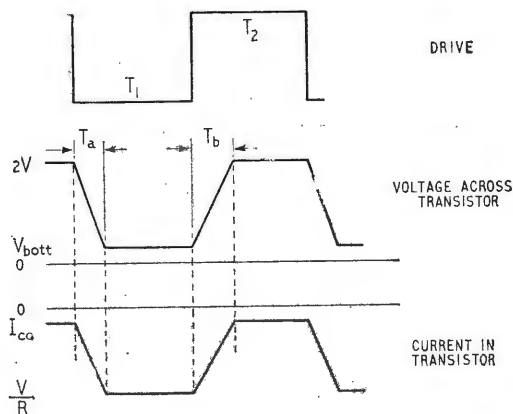 T2
DRIVE
T1
Ta
Tb
2V
VOLTAGE ACROSS
TRANSISTOR
Vbott
0
0
Ico
CURRENT IN
TRANSISTOR
V
R